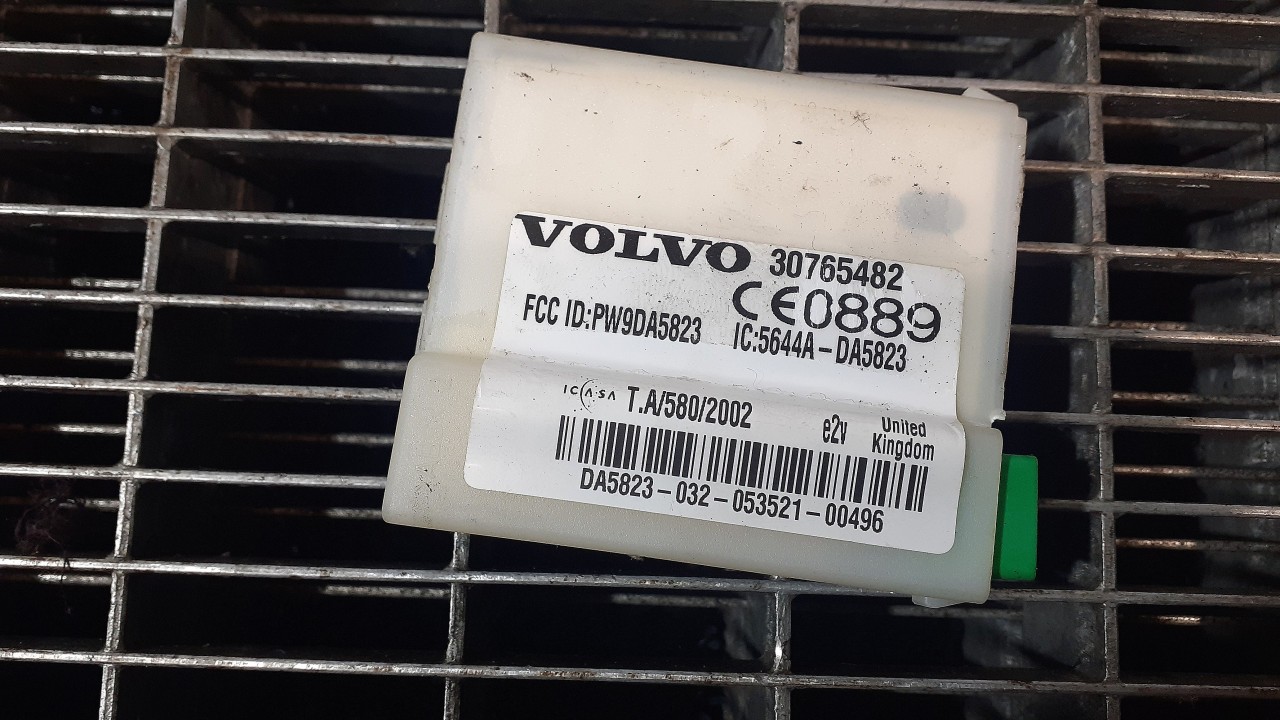 VOLVO 30765482
CE0889
FCC ID:PW9DA5823 IC:5644A-DA5823
ICASA T.A/580/2002 e2v United Kingdom
DA5823-032-053521-00496